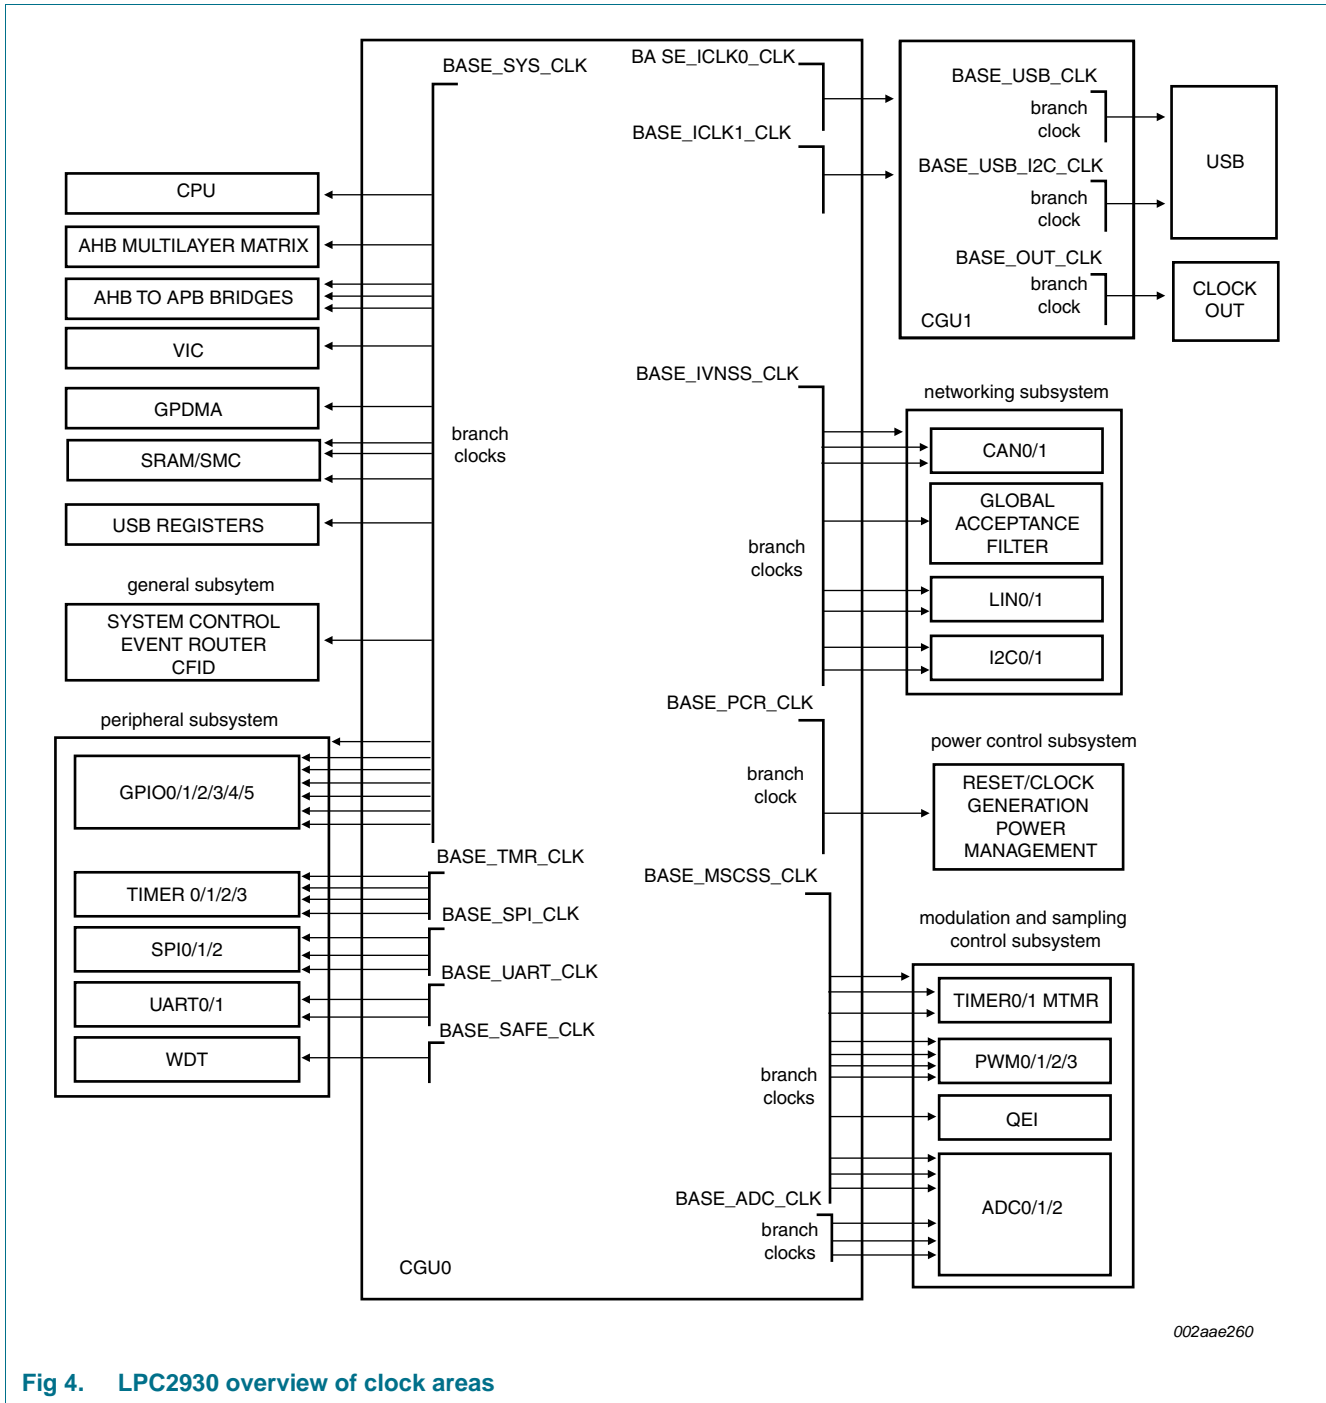 BASE_SYS_CLK
BA SE_ICLK0_CLK
BASE_ICLK1_CLK
BASE_USB_CLK
branch
clock
BASE_USB_I2C_CLK
branch
clock
BASE_OUT_CLK
branch
clock
CGU1
USB
CLOCK
OUT
CPU
AHB MULTILAYER MATRIX
AHB TO APB BRIDGES
VIC
GPDMA
SRAM/SMC
USB REGISTERS
branch
clocks
general subsytem
SYSTEM CONTROL
EVENT ROUTER
CFID
peripheral subsystem
GPIO0/1/2/3/4/5
TIMER 0/1/2/3
SPI0/1/2
UART0/1
WDT
BASE_TMR_CLK
BASE_SPI_CLK
BASE_UART_CLK
BASE_SAFE_CLK
BASE_IVNSS_CLK
branch
clocks
networking subsystem
CAN0/1
GLOBAL
ACCEPTANCE
FILTER
LIN0/1
I2C0/1
BASE_PCR_CLK
branch
clock
power control subsystem
RESET/CLOCK
GENERATION
POWER
MANAGEMENT
BASE_MSCSS_CLK
branch
clocks
modulation and sampling
control subsystem
TIMER0/1 MTMR
PWM0/1/2/3
QEI
ADC0/1/2
BASE_ADC_CLK
branch
clocks
CGU0
002aae260
Fig 4. LPC2930 overview of clock areas